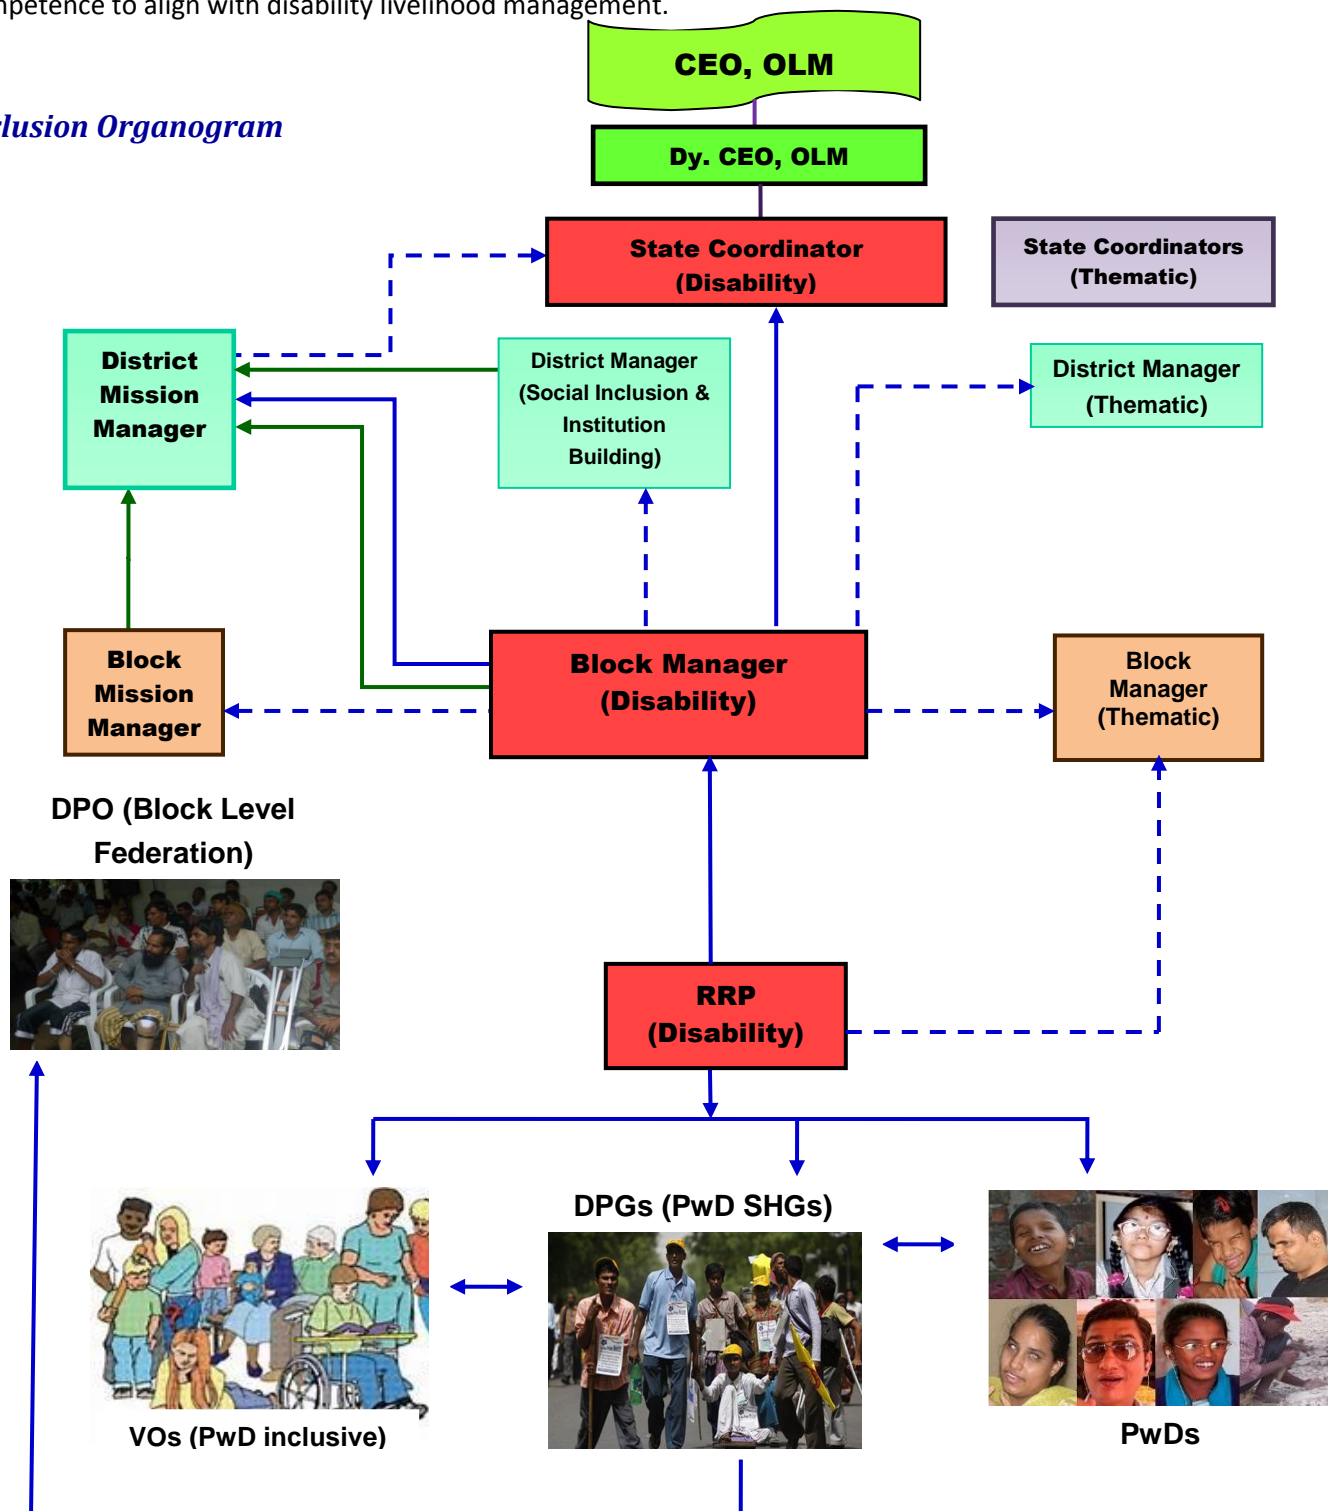 to align with disability livelihood management.
CEO, OLM
Organogram
Dy. CEO, OLM
State Coordinator
(Disability)
State Coordinators
(Thematic)
District
Mission
Manager
District Manager
(Social Inclusion &
Institution
Building)
District Manager
(Thematic)
Block
Mission
Manager
Block Manager
(Disability)
Block
Manager
(Thematic)
DPO (Block Level
Federation)
RRP
(Disability)
DPGs (PwD SHGs)
VOs (PwD inclusive)
PwDs